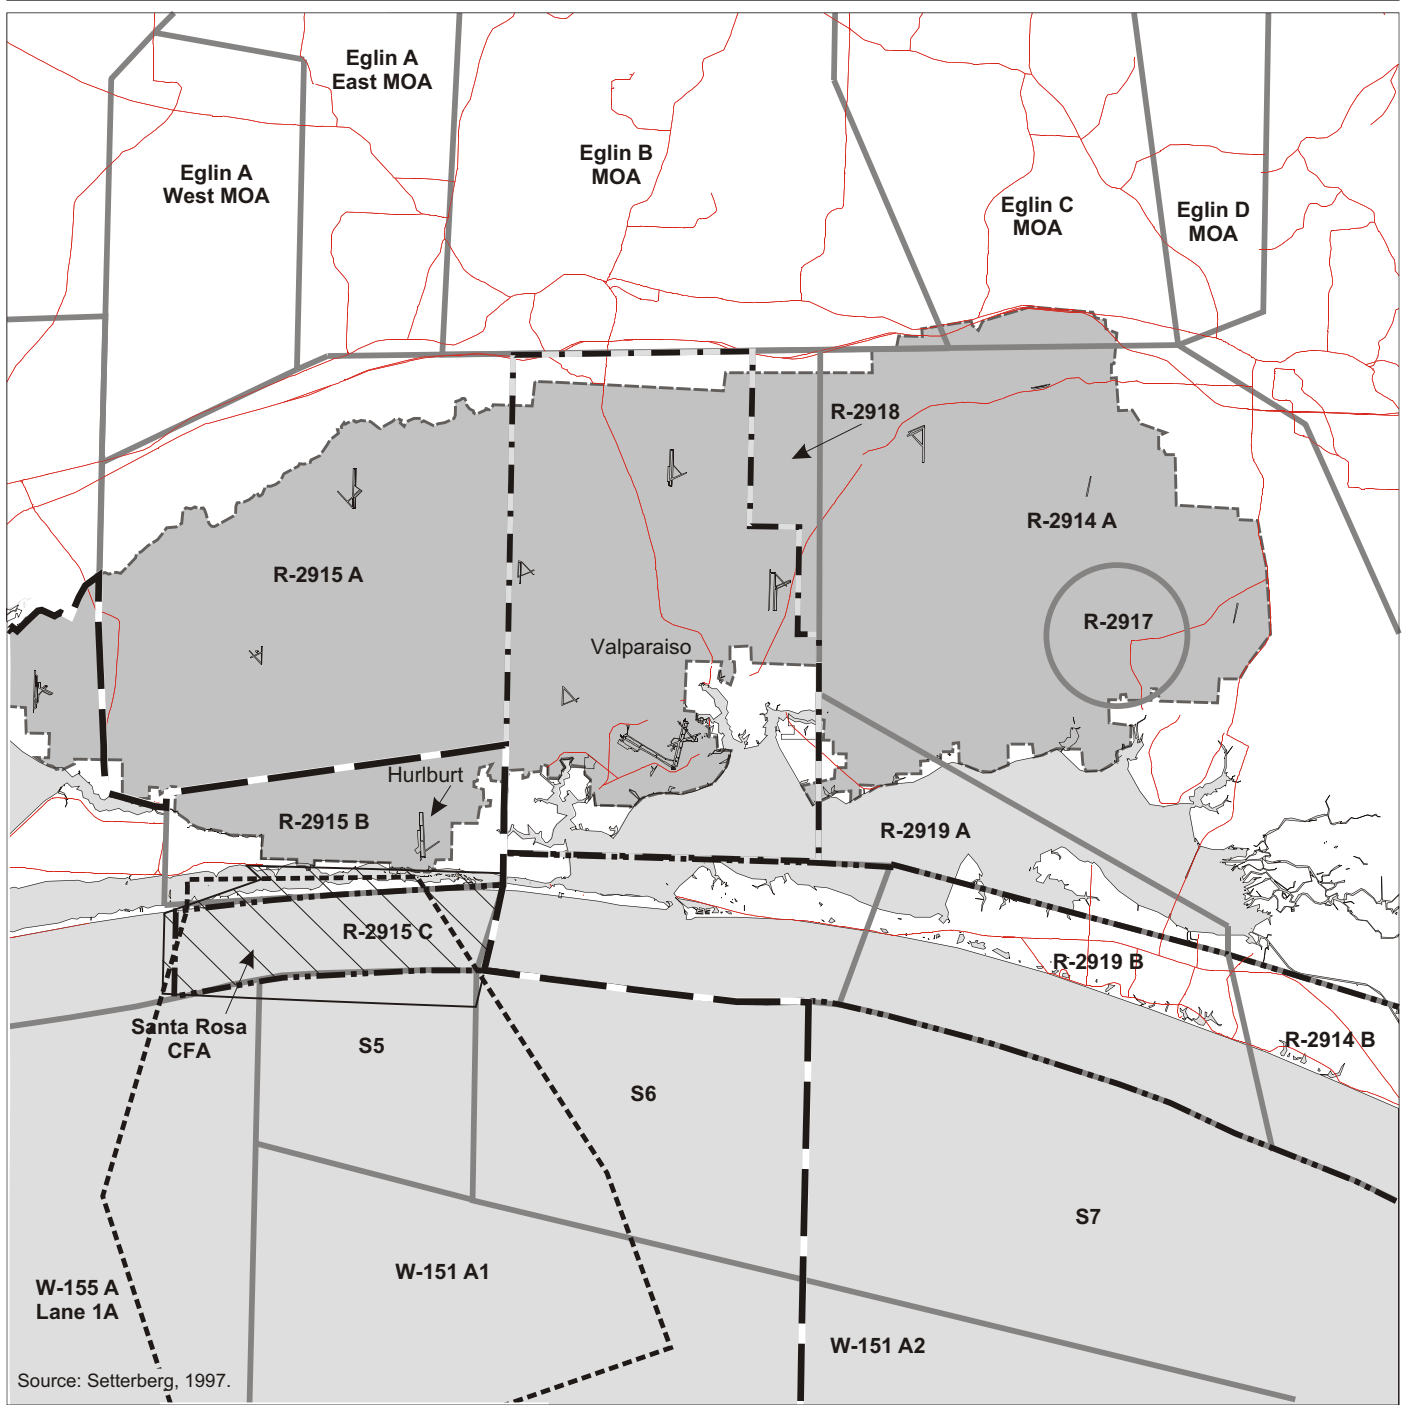 Eglin A
East MOA
Eglin B
MOA
Eglin A
West MOA
Eglin C
MOA
Eglin D
MOA
R-2918
R-2914 A
R-2915 A
R-2917
Valparaiso
Hurlburt
R-2915 B
R-2919 A
R-2915 C
R-2919 B
Santa Rosa
CFA
S5
R-2914 B
S6
S7
W-151 A1
W-155 A
Lane 1A
W-151 A2
Source: Setterberg, 1997.